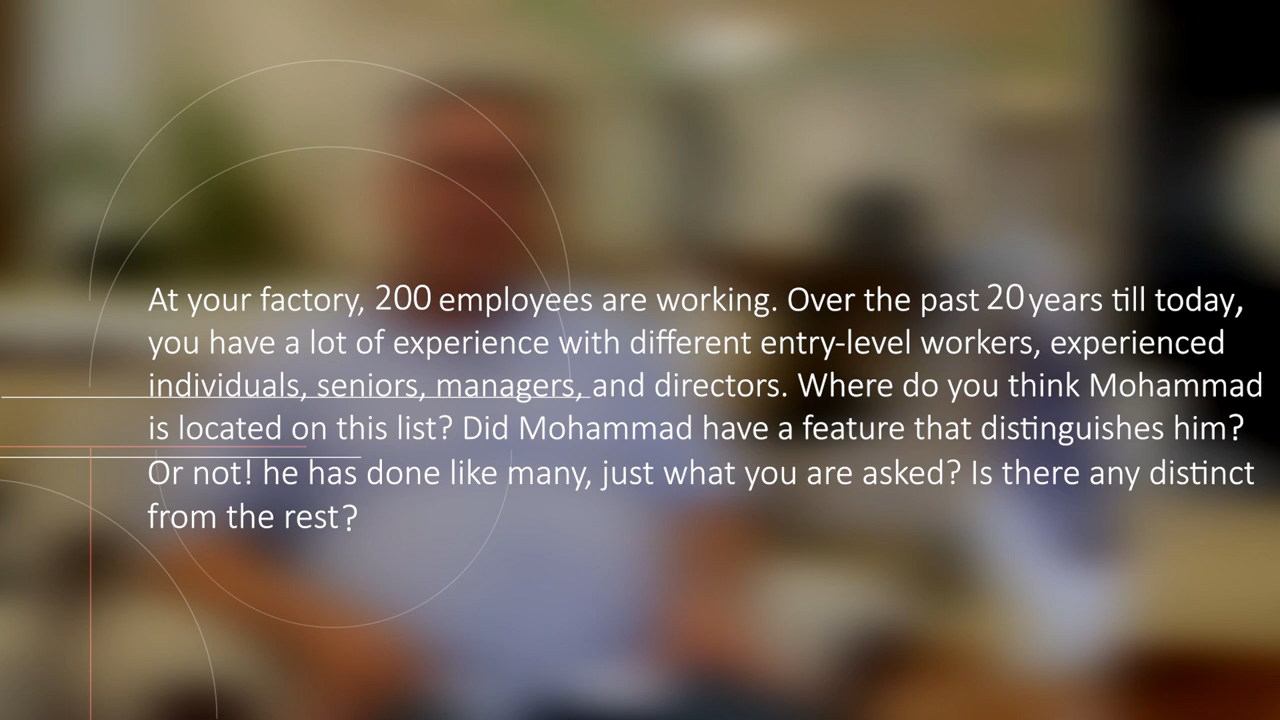 At your factory, 200 employees are working. Over the past 20 years till today,
you have a lot of experience with different entry-level workers, experienced
individuals, seniors, managers, and directors. Where do you think Mohammad
is located on this list? Did Mohammad have a feature that distinguishes him?
Or not! he has done like many, just what you are asked? Is there any distinct
from the rest?